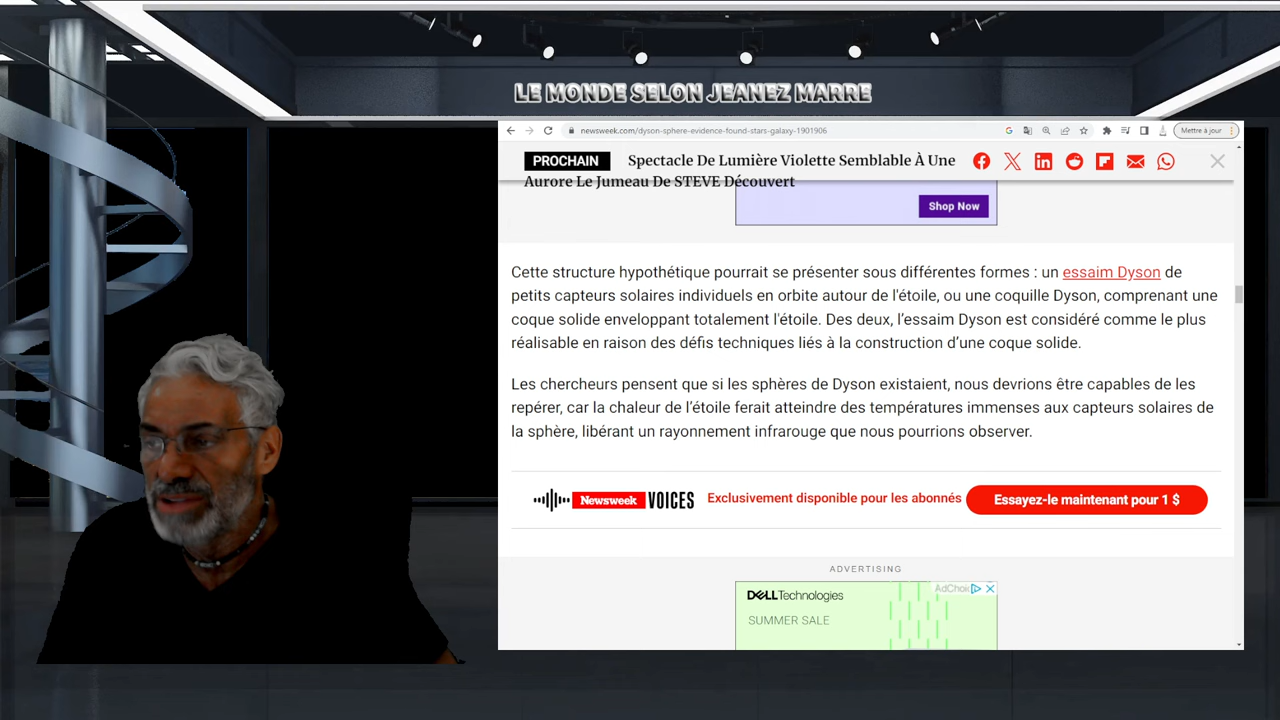 LE MONDE SELON JEANEZ MARRE
newsweek.com/dyson-sphere-evidence-found-stars-galaxy-1901906
Mettre à jour
PROCHAIN Spectacle De Lumière Violette Semblable À Une
Aurore Le Jumeau De STEVE Découvert
Shop Now
Cette structure hypothétique pourrait se présenter sous différentes formes : un essaim Dyson de
petits capteurs solaires individuels en orbite autour de l'étoile, ou une coquille Dyson, comprenant une
coque solide enveloppant totalement l'étoile. Des deux, l’essaim Dyson est considéré comme le plus
réalisable en raison des défis techniques liés à la construction d’une coque solide.
Les chercheurs pensent que si les sphères de Dyson existaient, nous devrions être capables de les
repérer, car la chaleur de l’étoile ferait atteindre des températures immenses aux capteurs solaires de
la sphère, libérant un rayonnement infrarouge que nous pourrions observer.
Newsweek VOICES Exclusivement disponible pour les abonnés Essayez-le maintenant pour 1 $
ADVERTISING
DELLTechnologies
SUMMER SALE